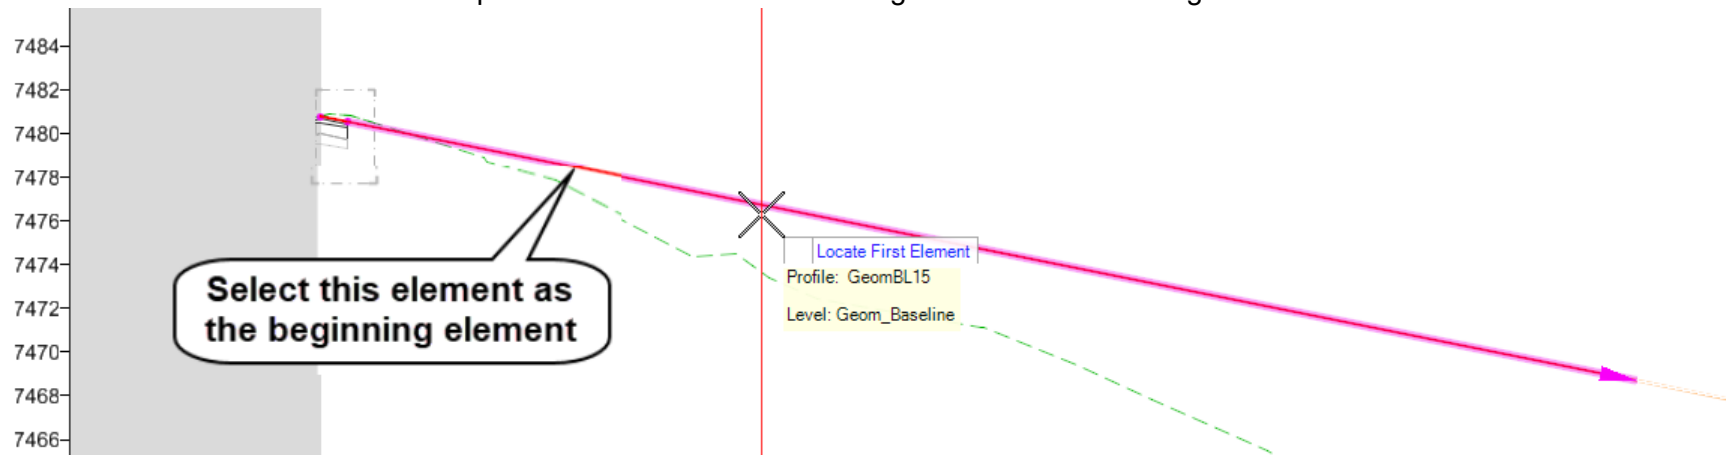 7484
7482
7480
7478
7476
7474
7472
7470
7468
7466
Select this element as
the beginning element
Locate First Element
Profile: GeomBL15
Level: Geom_Baseline